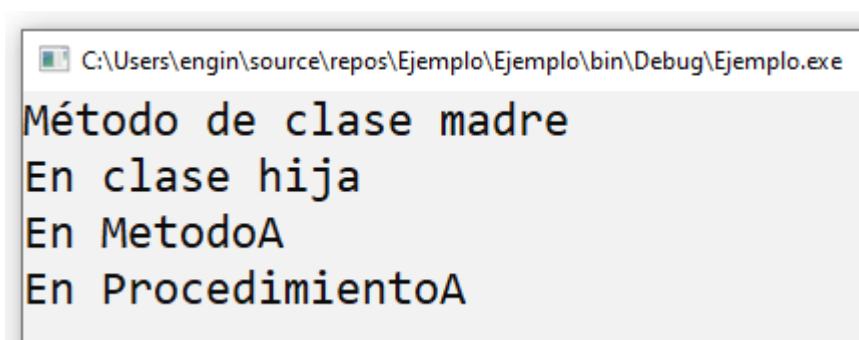 C:\Users\engin\source\repos\Ejemplo\Ejemplo\bin\Debug\Ejemplo.exe
Método de clase madre
En clase hija
En MetodoA
En ProcedimientoA